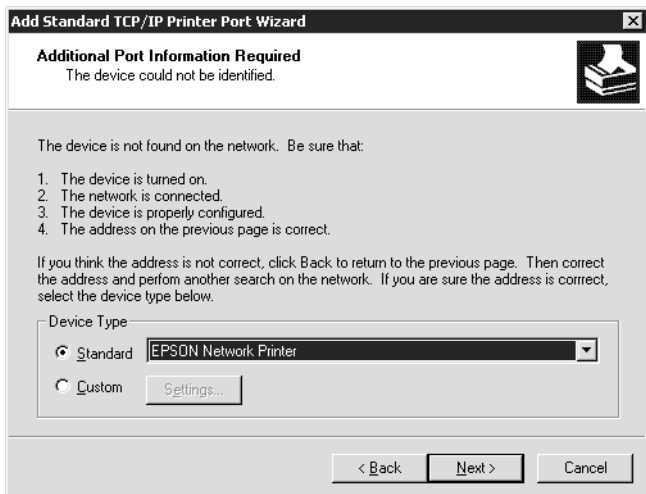 Add Standard TCP/IP Printer Port Wizard
Additional Port Information Required
The device could not be identified.
The device is not found on the network. Be sure that:
1. The device is turned on.
2. The network is connected.
3. The device is properly configured.
4. The address on the previous page is correct.
If you think the address is not correct, click Back to return to the previous page. Then correct
the address and perfom another search on the network. If you are sure the address is corrrect,
select the device type below.
Device Type
Standard EPSON Network Printer
Custom Settings...
< Back Next > Cancel